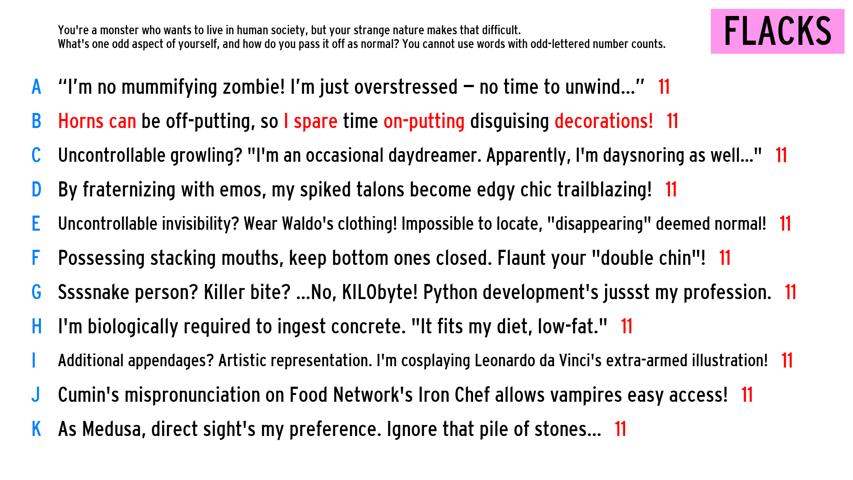 You're a monster who wants to live in human society, but your strange nature makes that difficult.
What's one odd aspect of yourself, and how do you pass it off as normal? You cannot use words with odd-lettered number counts.
FLACKS
A “I’m no mummifying zombie! I’m just overstressed – no time to unwind...” 11
B Horns can be off-putting, so I spare time on-putting disguising decorations! 11
C Uncontrollable growling? "I'm an occasional daydreamer. Apparently, I'm daysnoring as well..." 11
D By fraternizing with emos, my spiked talons become edgy chic trailblazing! 11
E Uncontrollable invisibility? Wear Waldo's clothing! Impossible to locate, "disappearing" deemed normal! 11
F Possessing stacking mouths, keep bottom ones closed. Flaunt your "double chin"! 11
G Ssssnake person? Killer bite? ...No, KILObyte! Python development's jussst my profession. 11
H I'm biologically required to ingest concrete. "It fits my diet, low-fat." 11
I Additional appendages? Artistic representation. I'm cosplaying Leonardo da Vinci's extra-armed illustration! 11
J Cumin's mispronunciation on Food Network's Iron Chef allows vampires easy access! 11
K As Medusa, direct sight's my preference. Ignore that pile of stones... 11